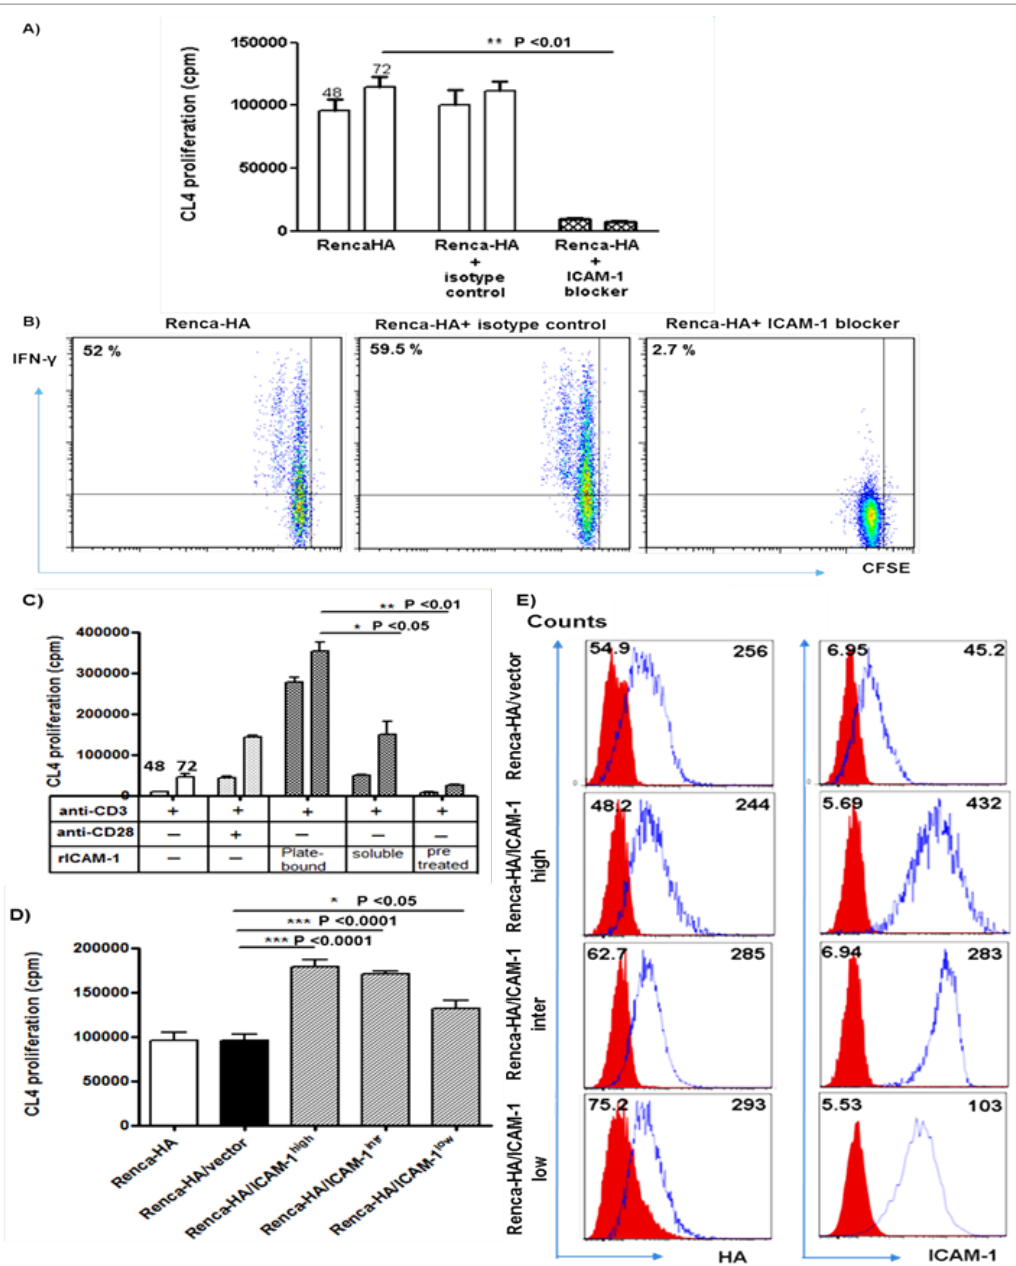 A)
CL4 proliferation (cpm)
150000
100000
50000
0
** P <0.01
48
72
RencaHA
Renca-HA
+
isotype
control
Renca-HA
+
ICAM-1
blocker
B)
Renca-HA
Renca-HA+ isotype control
Renca-HA+ ICAM-1 blocker
IFN-γ
52 %
59.5 %
2.7 %
CFSE
C)
CL4 proliferation (cpm)
400000
300000
200000
100000
0
** P <0.01
* P <0.05
48
72
anti-CD3 + + + + +
anti-CD28 – + – – –
rICAM-1 – – Plate-bound soluble pre treated
D)
CL4 proliferation (cpm)
200000
150000
100000
50000
0
* P <0.05
*** P <0.0001
*** P <0.0001
Renca-HA
Renca-HA/vector
Renca-HA/ICAM-1high
Renca-HA/ICAM-1int
Renca-HA/ICAM-1low
E)
Counts
Renca-HA/vector
54.9 256
6.95 45.2
0
0
Renca-HA/ICAM-1
high
48.2 244
5.69 432
Renca-HA/ICAM-1
inter
62.7 285
6.94 283
Renca-HA/ICAM-1
low
75.2 293
5.53 103
HA
ICAM-1